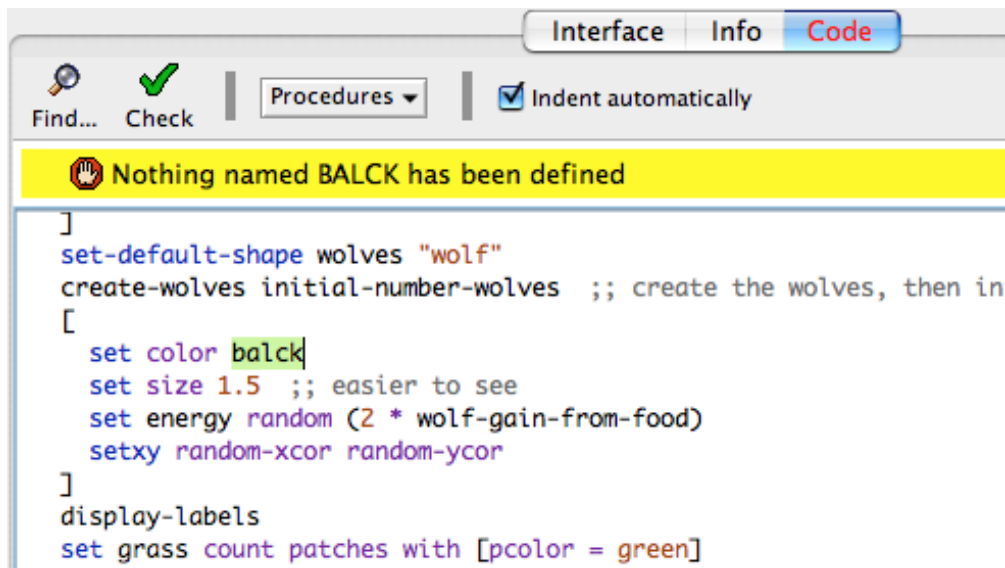 Interface Info Code
Find... Check Procedures Indent automatically
Nothing named BALCK has been defined
]
set-default-shape wolves "wolf"
create-wolves initial-number-wolves ;; create the wolves, then in
[
set color balck
set size 1.5 ;; easier to see
set energy random (2 * wolf-gain-from-food)
setxy random-xcor random-ycor
]
display-labels
set grass count patches with [pcolor = green]